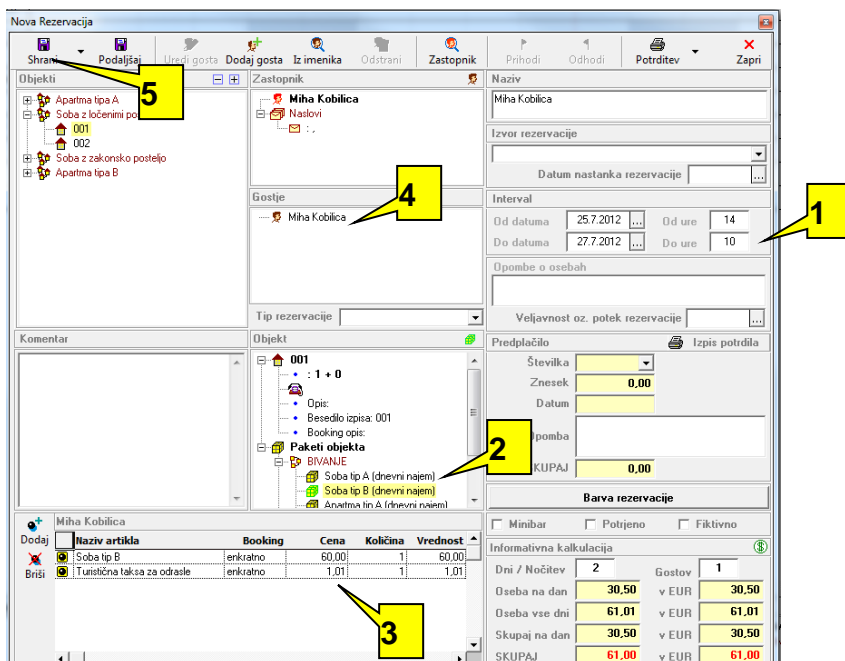 Nova Rezervacija
Podaljšaj Uredi gosta Dodaj gosta Iz imenika Odstrani Zastopnik Prihodi Odhodi Potrditev Zapri
5
Objekti
Apartma tipa A
Soba z ločenimi
001
002
Soba z zakonsko posteljo
Apartma tipa B
Zastopnik
Miha Kobilica
Naslovi
: ,
Gostje
4
Miha Kobilica
Tip rezervacije
Naziv
Miha Kobilica
Izvor rezervacije
Datum nastanka rezervacije ...
Interval
Od datuma 25.7.2012 ... Od ure 14
Do datuma 27.7.2012 ... Do ure 10
1
Opombe o osebah
Veljavnost oz. potek rezervacije ...
Komentar
Objekt
001
: 1 + 0
Opis:
Besedilo izpisa: 001
Booking opis:
Paketi objekta
BIVANJE
Soba tip A (dnevni najem)
Soba tip B (dnevni najem)
Apartma tip A (dnevni najem)
2
Predplačilo Izpis potrdila
Številka
Znesek 0,00
Datum
0,00
Barva rezervacije
Dodaj
Briši
Miha Kobilica
Naziv artikla Booking Cena Količina Vrednost
Soba tip B enkratno 60,00 1 60,00
Turistična taksa za odrasle enkratno 1,01 1 1,01
3
Minibar Potrjeno Fiktivno
Informativna kalkulacija
Dni / Nočitev 2 Gostov 1
Oseba na dan 30,50 v EUR 30,50
Oseba vse dni 61,01 v EUR 61,01
Skupaj na dan 30,50 v EUR 30,50
SKUPAJ 61,00 v EUR 61,00